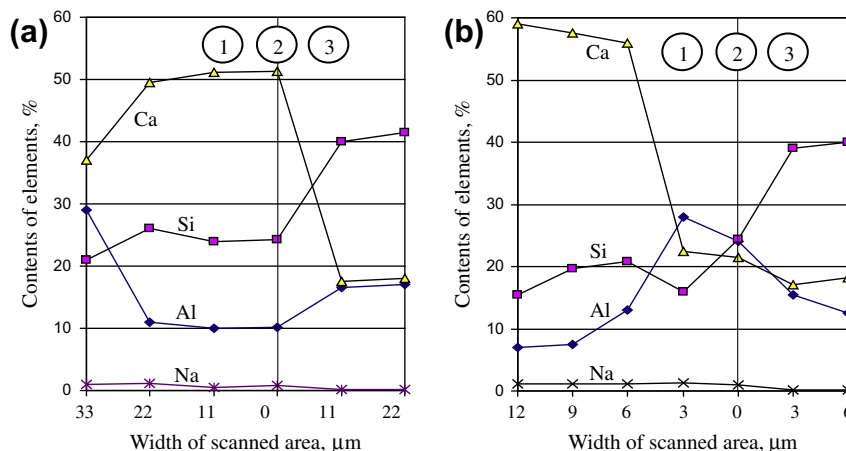 (a)
60
50
40
30
20
10
0
Contents of elements, %
1 2 3
Ca
Si
Al
Na
33 22 11 0 11 22
Width of scanned area, μm
(b)
60
50
40
30
20
10
0
Contents of elements, %
Ca
1 2 3
Si
Al
Na
12 9 6 3 0 3 6
Width of scanned area, μm